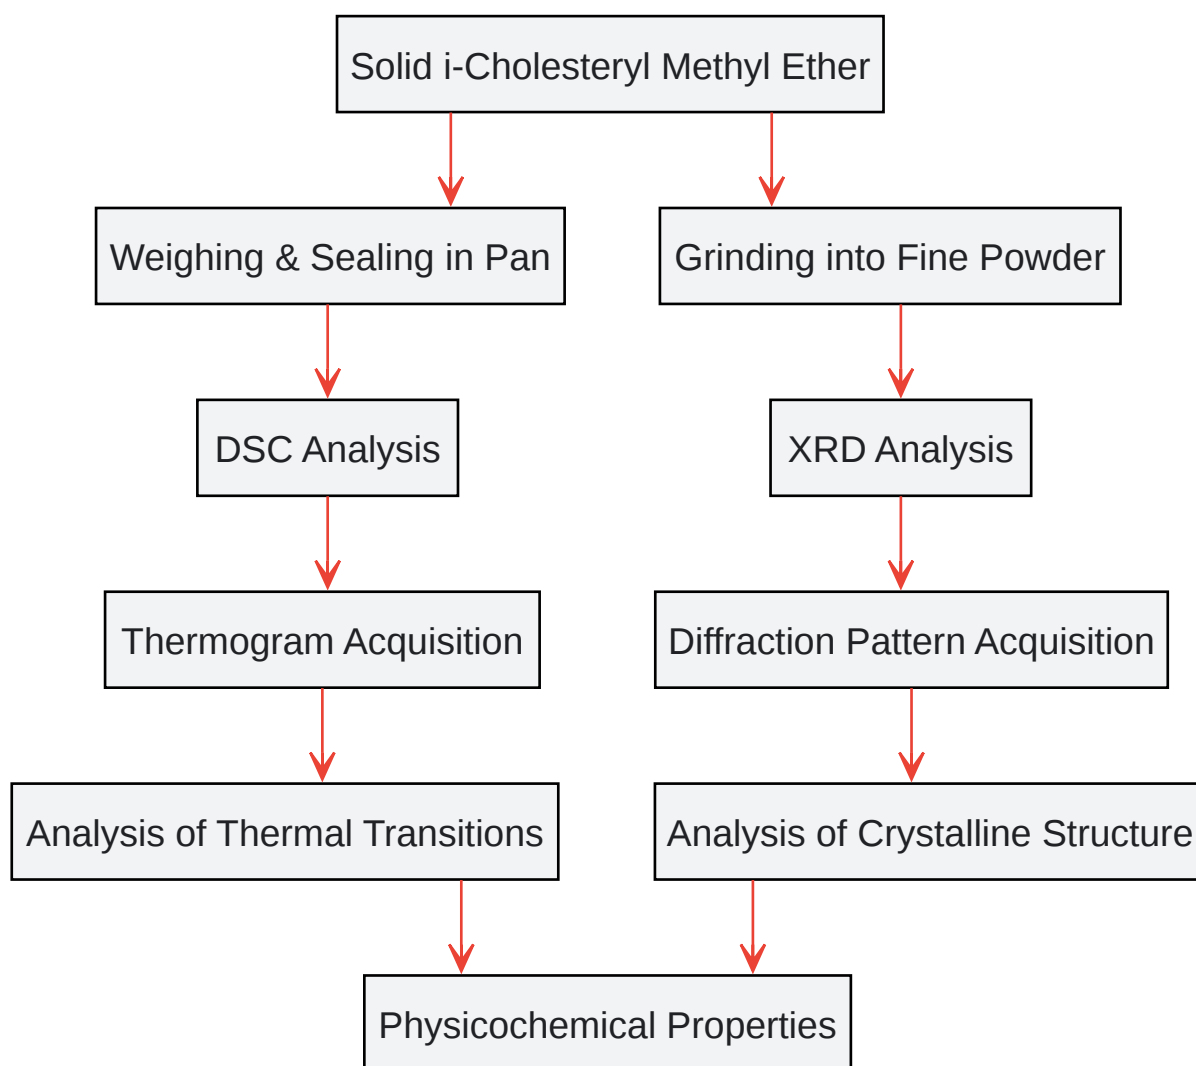 Solid i-Cholesteryl Methyl Ether
Weighing & Sealing in Pan
Grinding into Fine Powder
DSC Analysis
XRD Analysis
Thermogram Acquisition
Diffraction Pattern Acquisition
Analysis of Thermal Transitions
Analysis of Crystalline Structure
Physicochemical Properties